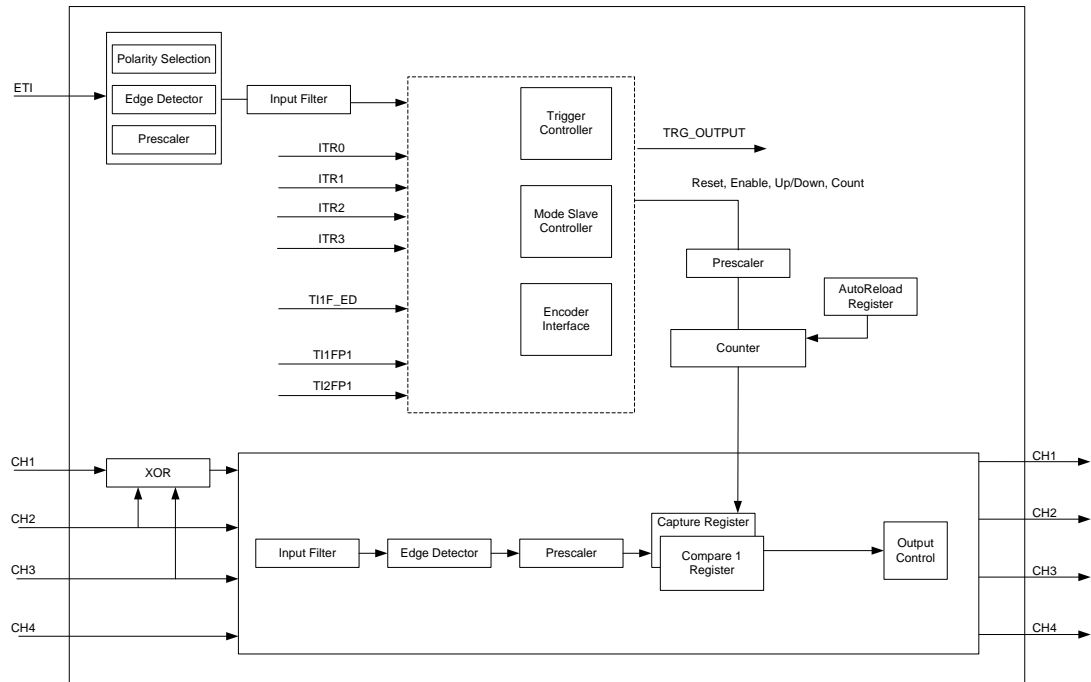 Polarity Selection
ETI
Edge Detector
Input Filter
Prescaler
Trigger
Controller
TRG_OUTPUT
ITR0
ITR1
ITR2
ITR3
Reset, Enable, Up/Down, Count
Mode Slave
Controller
Prescaler
AutoReload
Register
TI1F_ED
Encoder
Interface
Counter
TI1FP1
TI2FP1
CH1
XOR
CH1
CH2
CH2
Capture Register
Input Filter
Edge Detector
Prescaler
Compare 1
Register
Output
Control
CH3
CH3
CH4
CH4